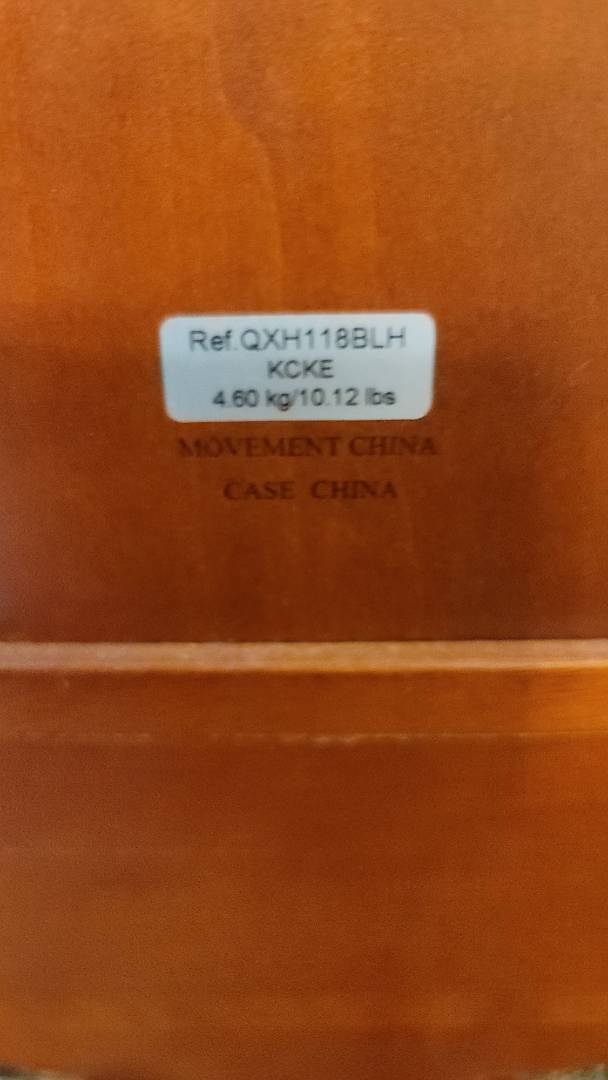 Ref.QXH118BLH
KCKE
4.60 kg/10.12 lbs
MOVEMENT CHINA
CASE CHINA